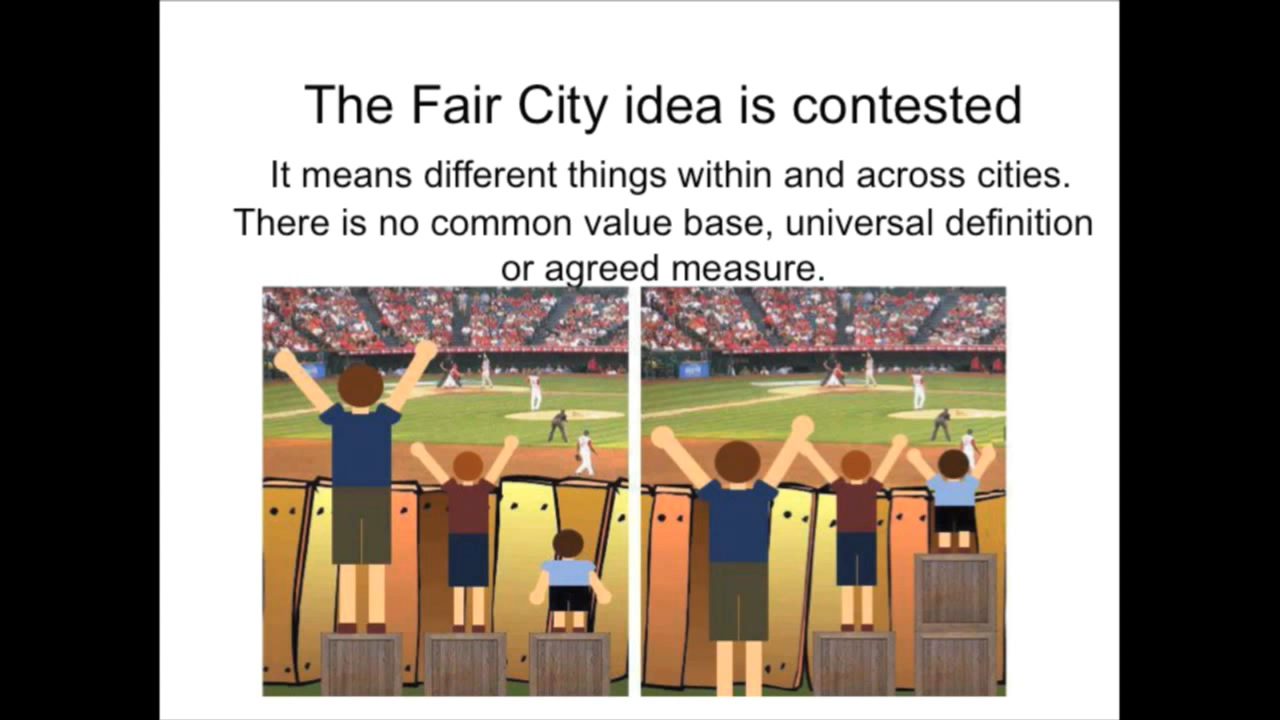 The Fair City idea is contested
It means different things within and across cities.
There is no common value base, universal definition
or agreed measure.